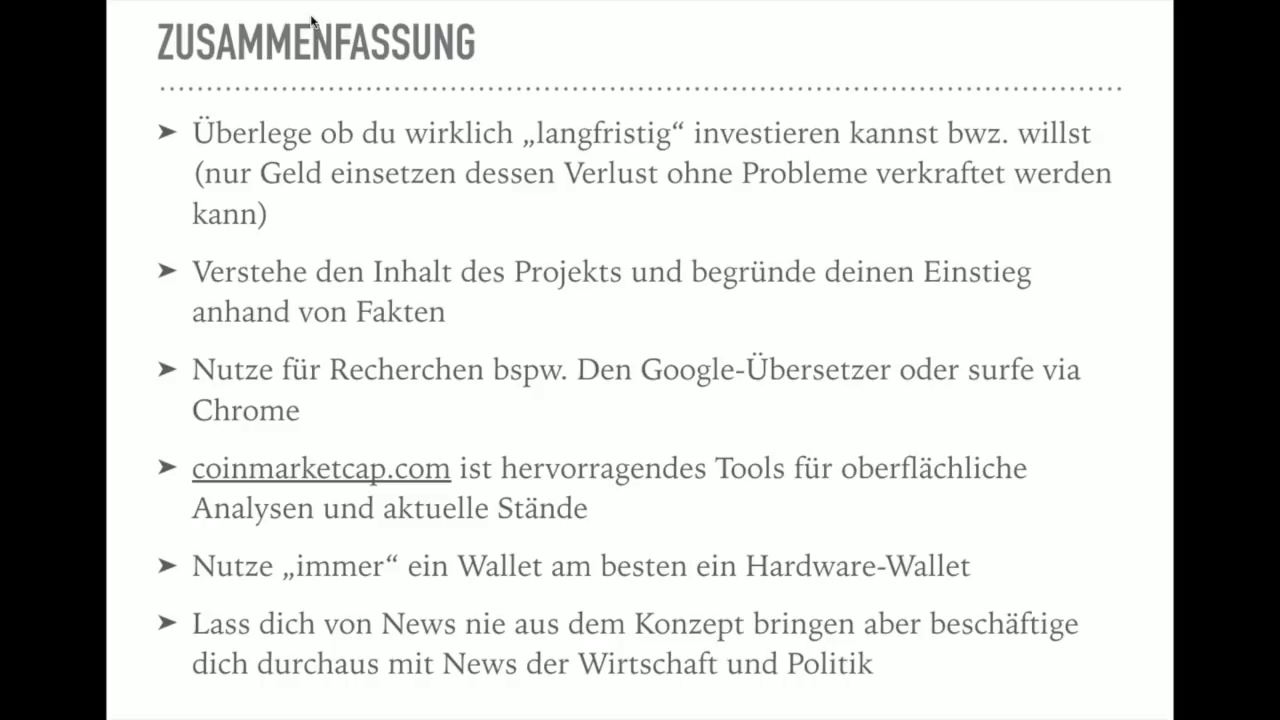 ZUSAMMENFASSUNG
➤ Überlege ob du wirklich „langfristig“ investieren kannst bwz. willst
(nur Geld einsetzen dessen Verlust ohne Probleme verkraftet werden
kann)
➤ Verstehe den Inhalt des Projekts und begründe deinen Einstieg
anhand von Fakten
➤ Nutze für Recherchen bspw. Den Google-Übersetzer oder surfe via
Chrome
➤ coinmarketcap.com ist hervorragendes Tools für oberflächliche
Analysen und aktuelle Stände
➤ Nutze „immer“ ein Wallet am besten ein Hardware-Wallet
➤ Lass dich von News nie aus dem Konzept bringen aber beschäftige
dich durchaus mit News der Wirtschaft und Politik